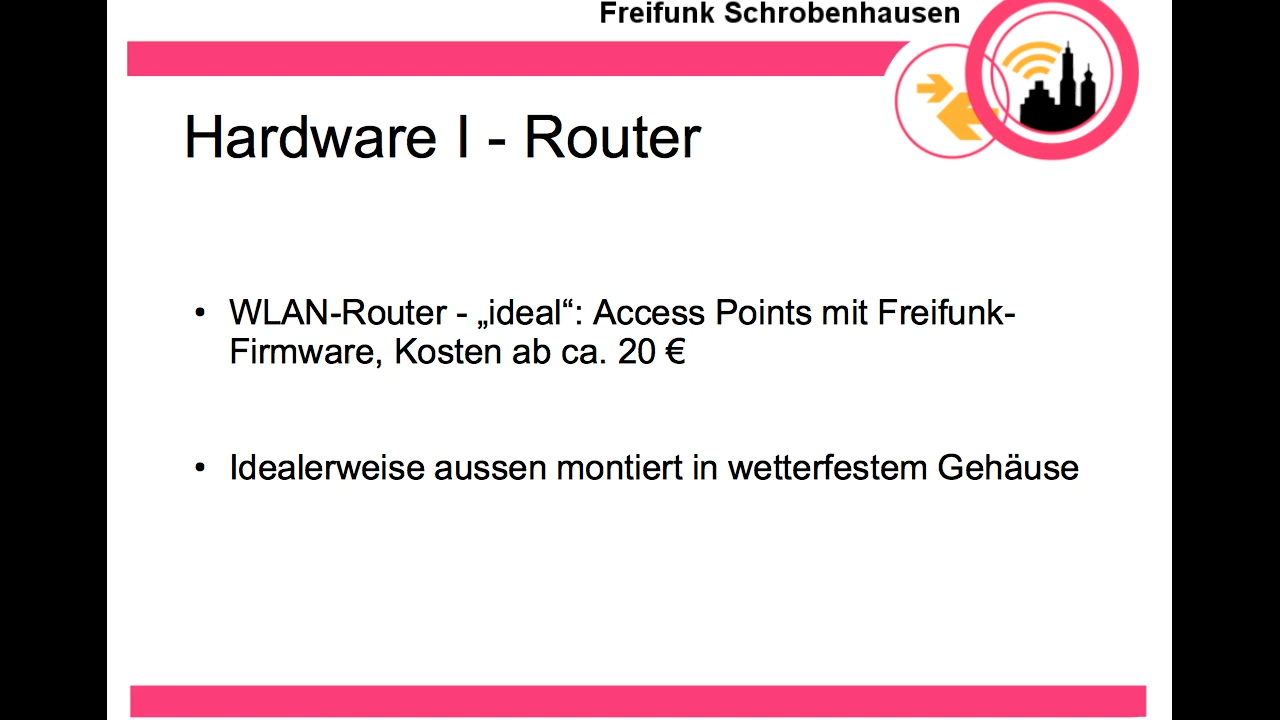 Freifunk Schrobenhausen
Hardware I - Router
• WLAN-Router - „ideal“: Access Points mit Freifunk-
Firmware, Kosten ab ca. 20 €
• Idealerweise aussen montiert in wetterfestem Gehäuse